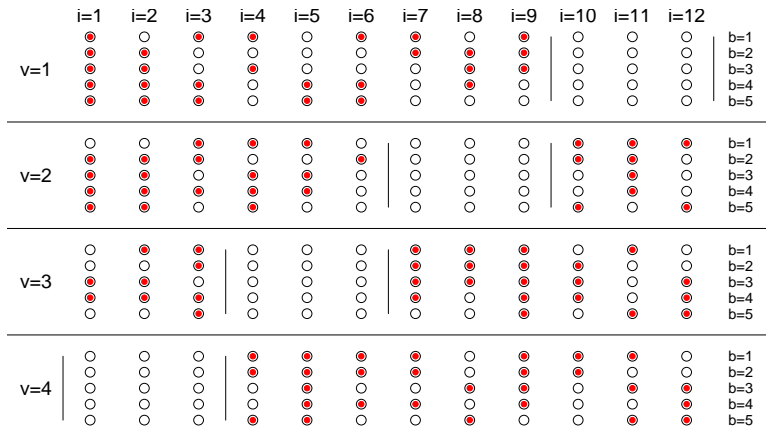 i=1 i=2 i=3 i=4 i=5 i=6 i=7 i=8 i=9 i=10 i=11 i=12
b=1
b=2
v=1 b=3
b=4
b=5
b=1
b=2
v=2 b=3
b=4
b=5
b=1
b=2
v=3 b=3
b=4
b=5
b=1
b=2
v=4 b=3
b=4
b=5